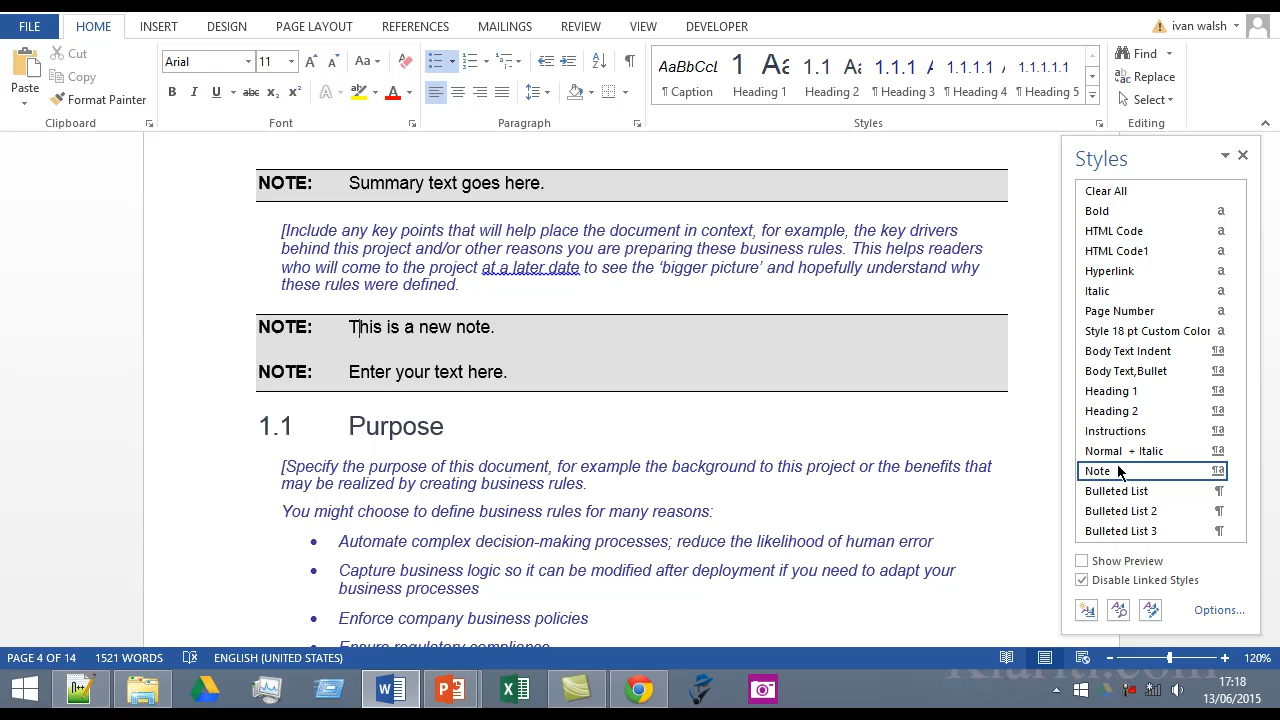 FILE HOME INSERT DESIGN PAGE LAYOUT REFERENCES MAILINGS REVIEW VIEW DEVELOPER ivan walsh
Paste Cut
Copy
Format Painter
Clipboard
Arial 11 Aa
B I U abc x₂ x² A A
Font
Paragraph
AaBbCcL 1 Aa 1.1 Aa 1.1.1 A 1.1.1.1 1.1.1.1.1
¶ Caption Heading 1 Heading 2 ¶ Heading 3 ¶ Heading 4 ¶ Heading 5
Styles
Find
Replace
Select
Editing
NOTE: Summary text goes here.
[Include any key points that will help place the document in context, for example, the key drivers
behind this project and/or other reasons you are preparing these business rules. This helps readers
who will come to the project at a later date to see the ‘bigger picture’ and hopefully understand why
these rules were defined.
NOTE: This is a new note.
NOTE: Enter your text here.
1.1 Purpose
[Specify the purpose of this document, for example the background to this project or the benefits that
may be realized by creating business rules.
You might choose to define business rules for many reasons:
• Automate complex decision-making processes; reduce the likelihood of human error
• Capture business logic so it can be modified after deployment if you need to adapt your
business processes
• Enforce company business policies
• Ensure regulatory compliance
Styles
Clear All
Bold a
HTML Code a
HTML Code1 a
Hyperlink a
Italic a
Page Number a
Style 18 pt Custom Color a
Body Text Indent ¶a
Body Text,Bullet ¶a
Heading 1 ¶a
Heading 2 ¶a
Instructions ¶a
Normal + Italic ¶a
Note ¶a
Bulleted List ¶
Bulleted List 2 ¶
Bulleted List 3 ¶
Show Preview
Disable Linked Styles
Options...
PAGE 4 OF 14 1521 WORDS ENGLISH (UNITED STATES) 120%
Klariti.com
17:18
13/06/2015